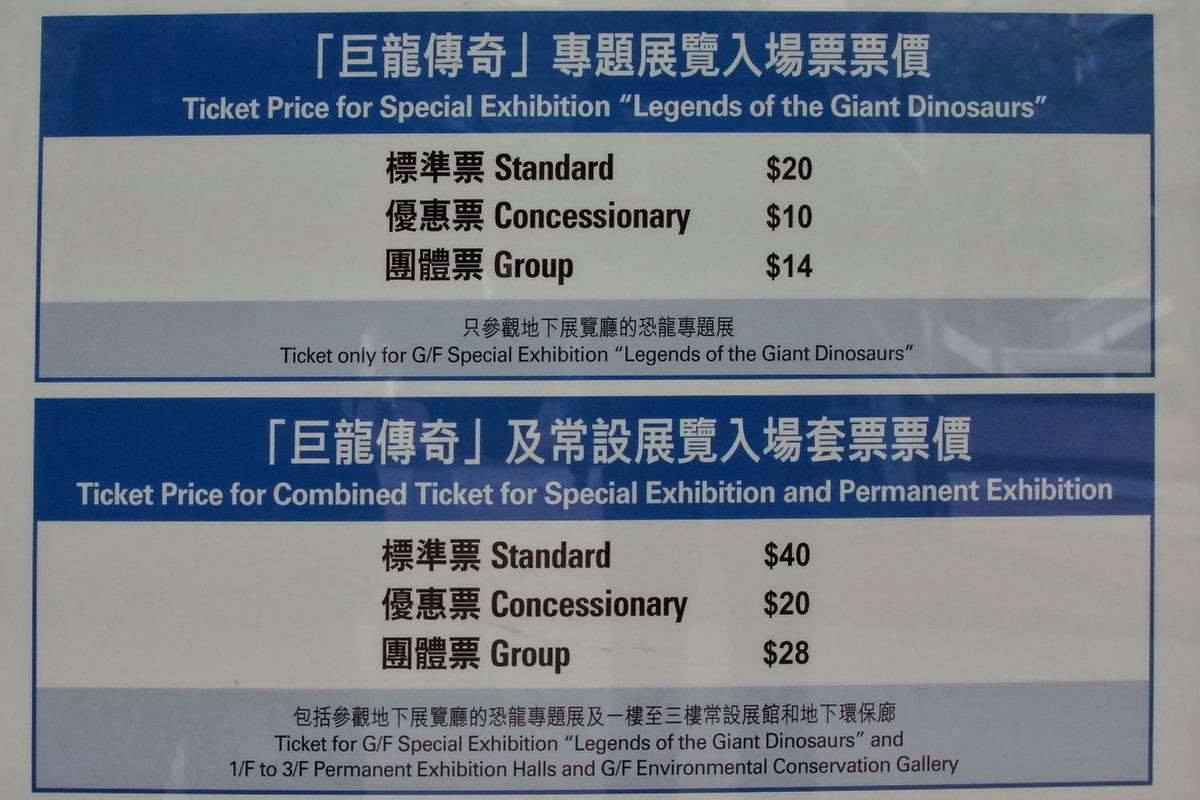 「巨龍傳奇」專題展覽入場票票價
Ticket Price for Special Exhibition “Legends of the Giant Dinosaurs”
標準票 Standard $20
優惠票 Concessionary $10
團體票 Group $14
只參觀地下展覽廳的恐龍專題展
Ticket only for G/F Special Exhibition “Legends of the Giant Dinosaurs”
「巨龍傳奇」及常設展覽入場套票票價
Ticket Price for Combined Ticket for Special Exhibition and Permanent Exhibition
標準票 Standard $40
優惠票 Concessionary $20
團體票 Group $28
包括參觀地下展覽廳的恐龍專題展及一樓至三樓常設展館和地下環保廊
Ticket for G/F Special Exhibition “Legends of the Giant Dinosaurs” and
1/F to 3/F Permanent Exhibition Halls and G/F Environmental Conservation Gallery